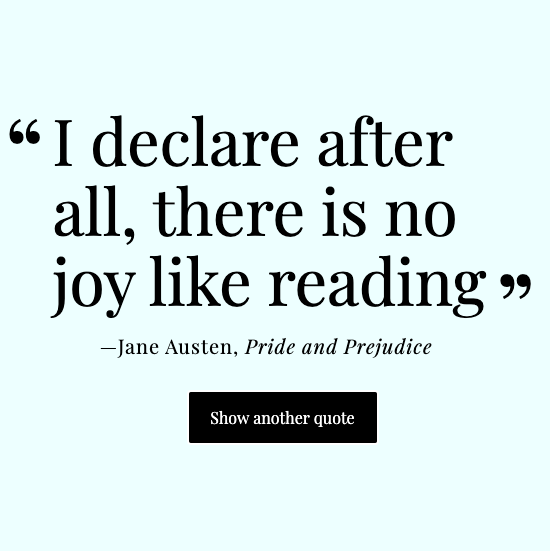 “I declare after
all, there is no
joy like reading”
—Jane Austen, Pride and Prejudice
Show another quote